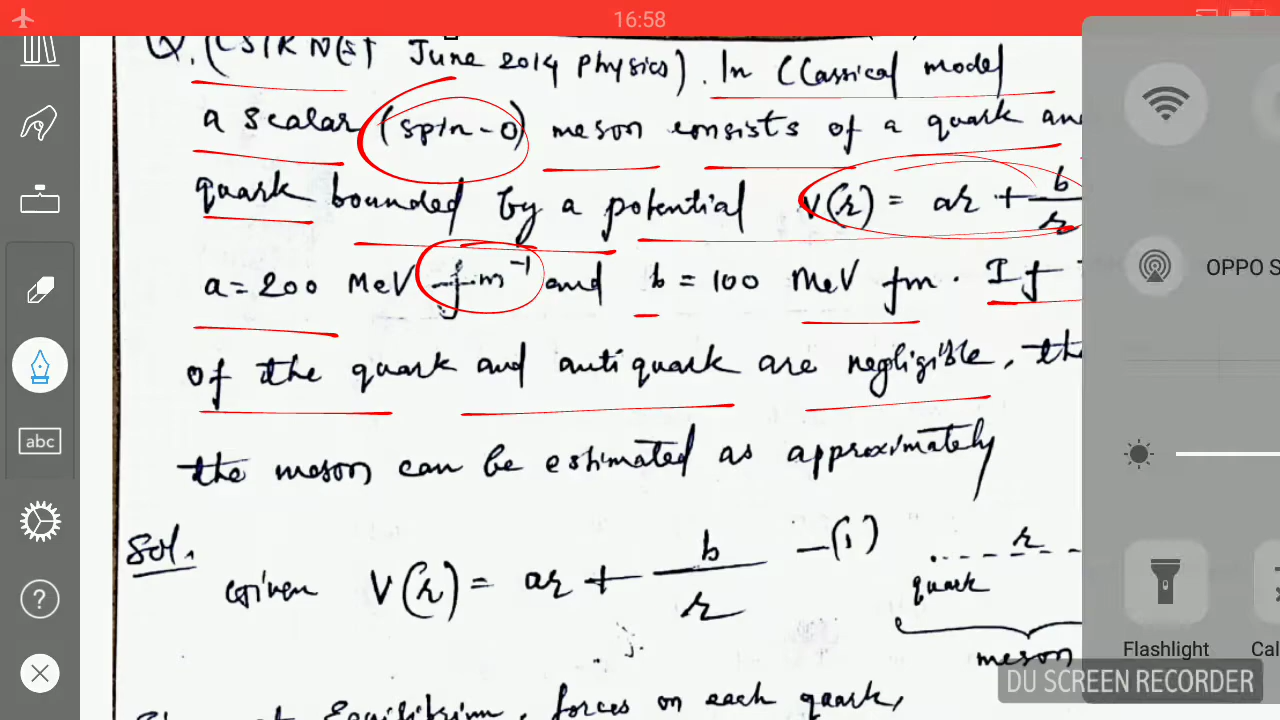 16:58
Q. (CSIR NET June 2014 Physics). In Classical model
a scalar (spin-0) meson consists of a quark an
quark bounded by a potential V(r) = ar + b/r
a = 200 MeV fm⁻¹ and b = 100 MeV fm. If
of the quark and antiquark are negligible, the
the meson can be estimated as approximately
Sol.
Given V(r) = ar + b/r —(1)
r
quark
meson
Equilibrium, forces on each quark,
abc
?
OPPO S
Flashlight
Cal
DU SCREEN RECORDER